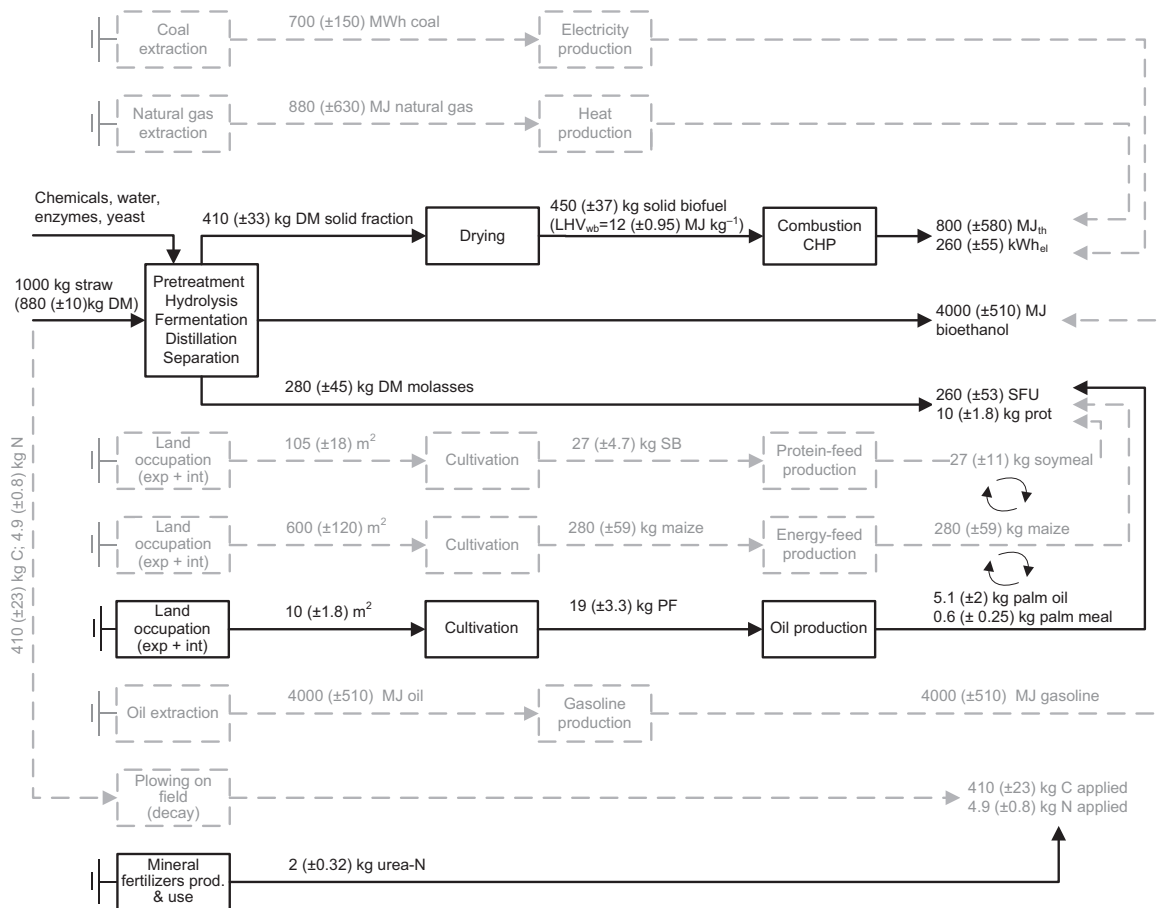 Coal
extraction
700 (±150) MWh coal
Electricity
production
Natural gas
extraction
880 (±630) MJ natural gas
Heat
production
Chemicals, water,
enzymes, yeast
410 (±33) kg DM solid fraction
Drying
450 (±37) kg solid biofuel
(LHVwb=12 (±0.95) MJ kg–1)
Combustion
CHP
800 (±580) MJth
260 (±55) kWhel
1000 kg straw
(880 (±10)kg DM)
Pretreatment
Hydrolysis
Fermentation
Distillation
Separation
4000 (±510) MJ
bioethanol
280 (±45) kg DM molasses
260 (±53) SFU
10 (±1.8) kg prot
410 (±23) kg C; 4.9 (±0.8) kg N
Land
occupation
(exp + int)
105 (±18) m2
Cultivation
27 (±4.7) kg SB
Protein-feed
production
27 (±11) kg soymeal
Land
occupation
(exp + int)
600 (±120) m2
Cultivation
280 (±59) kg maize
Energy-feed
production
280 (±59) kg maize
Land
occupation
(exp + int)
10 (±1.8) m2
Cultivation
19 (±3.3) kg PF
Oil production
5.1 (±2) kg palm oil
0.6 (± 0.25) kg palm meal
Oil extraction
4000 (±510)  MJ oil
Gasoline
production
4000 (±510)  MJ gasoline
Plowing on
field
(decay)
410 (±23) kg C applied
4.9 (±0.8) kg N applied
Mineral
fertilizers prod.
& use
2 (±0.32) kg urea-N